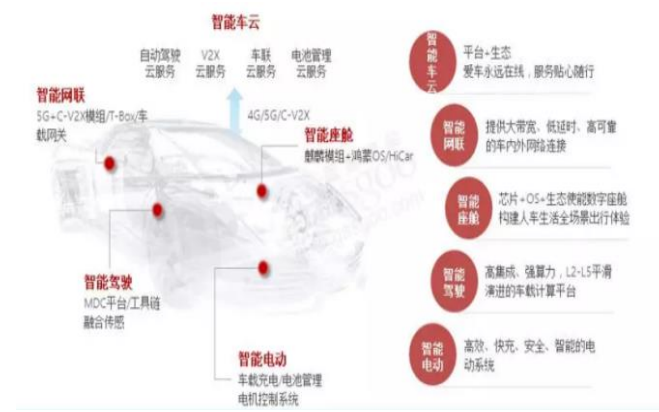 智能车云
自动驾驶 V2X 车联 电池管理
云服务 云服务 云服务 云服务
智能网联
5G+C-V2X模组/T-Box/车
载网关
4G/5G/C-V2X
智能座舱
麒麟模组+鸿蒙OS/HiCar
智能驾驶
MDC平台/工具链
融合传感
智能电动
车载充电/电池管理
电机控制系统
智能车云
平台+生态
爱车永远在线，服务贴心随行
智能
网联
提供大带宽、低延时、高可靠
的车内外网络连接
智能
座舱
芯片+OS+生态使能数字座舱
构建人车生活全场景出行体验
智能
驾驶
高集成、强算力，L2-L5平滑
演进的车载计算平台
智能
电动
高效、快充、安全、智能的电
动系统